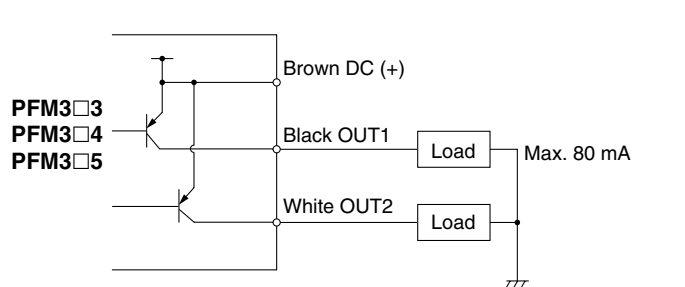 Brown DC (+)
PFM3□3
PFM3□4
PFM3□5
Black OUT1
Load
Max. 80 mA
White OUT2
Load